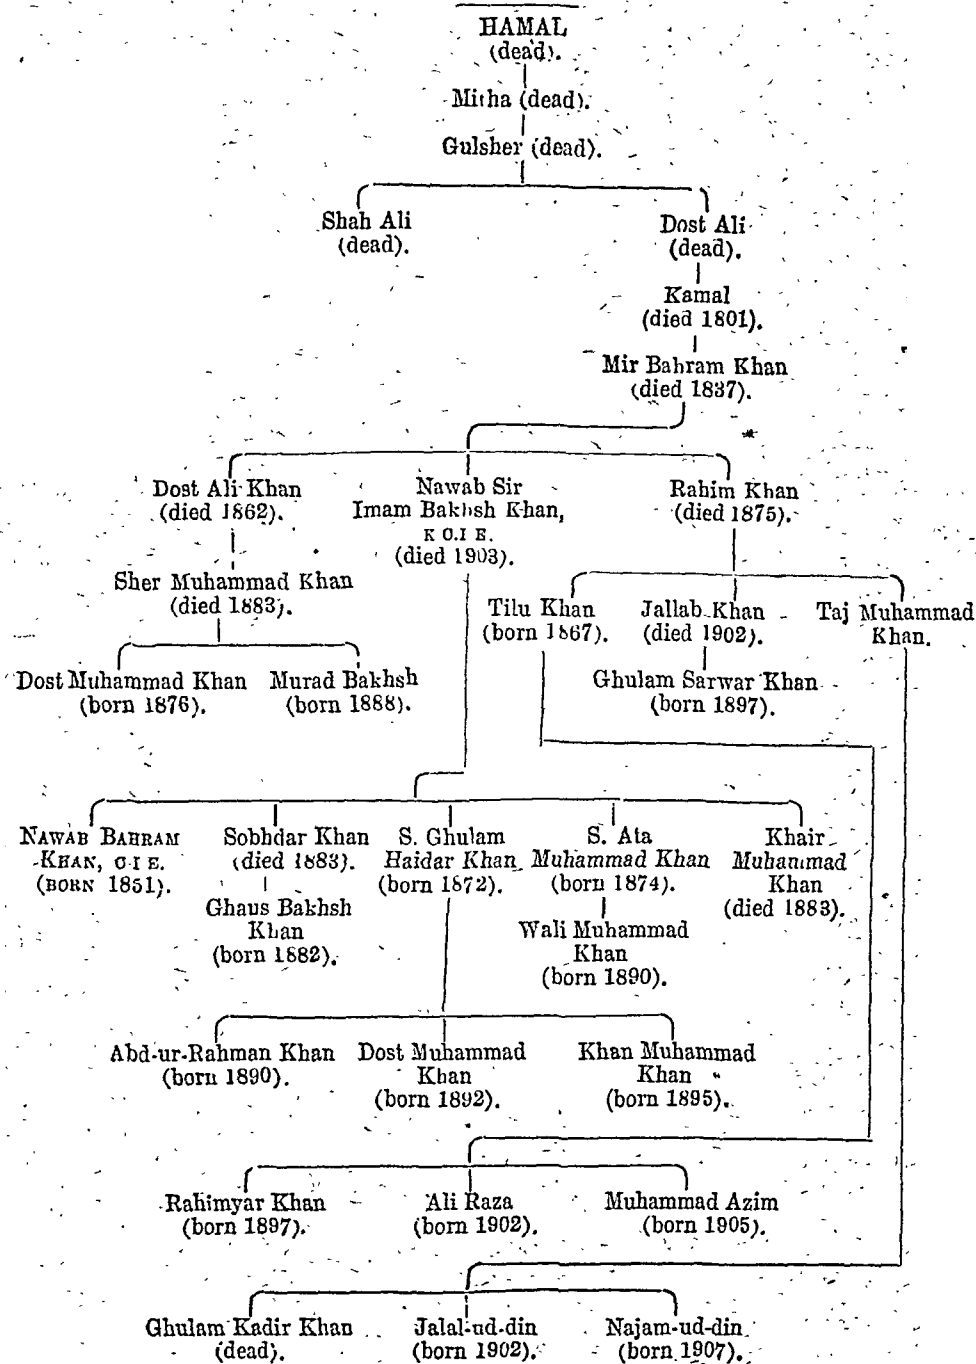 HAMAL
(dead).
Mitha (dead).
Gulsher (dead).
Shah Ali
(dead).
Dost Ali
(dead).
Kamal
(died 1801).
Mir Bahram Khan
(died 1837).
Dost Ali Khan
(died 1862).
Nawab Sir
Imam Bakhsh Khan,
K C.I E.
(died 1903).
Rahim Khan
(died 1875).
Sher Muhammad Khan
(died 1883).
Tilu Khan
(born 1867).
Jallab Khan
(died 1902).
Taj Muhammad
Khan.
Dost Muhammad Khan
(born 1876).
Murad Bakhsh
(born 1888).
Ghulam Sarwar Khan
(born 1897).
NAWAB BAHRAM
KHAN, C.I E.
(BORN 1851).
Sobhdar Khan
(died 1883).
S. Ghulam
Haidar Khan
(born 1872).
S. Ata
Muhammad Khan
(born 1874).
Khair
Muhammad
Khan
(died 1883).
Ghaus Bakhsh
Khan
(born 1882).
Wali Muhammad
Khan
(born 1890).
Abd-ur-Rahman Khan
(born 1890).
Dost Muhammad
Khan
(born 1892).
Khan Muhammad
Khan
(born 1895).
Rahimyar Khan
(born 1897).
Ali Raza
(born 1902).
Muhammad Azim
(born 1905).
Ghulam Kadir Khan
(dead).
Jalal-ud-din
(born 1902).
Najam-ud-din
(born 1907).